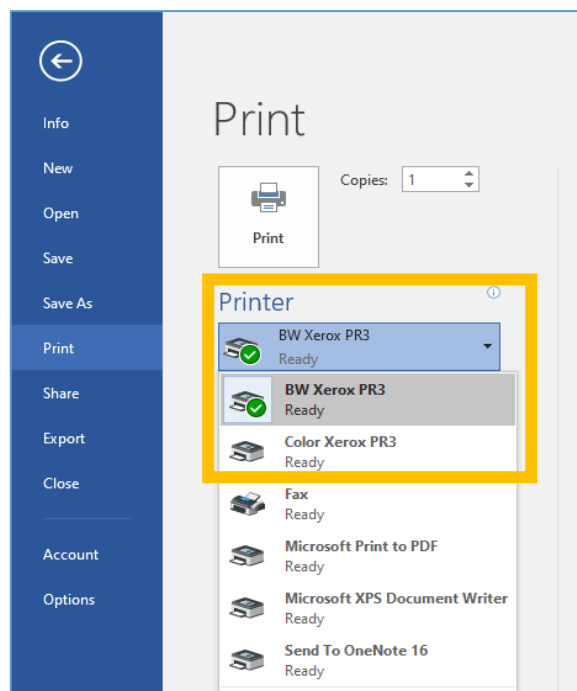 Info
New
Open
Save
Save As
Print
Share
Export
Close
Account
Options
Print
Copies: 1
Print
Printer
BW Xerox PR3
Ready
BW Xerox PR3
Ready
Color Xerox PR3
Ready
Fax
Ready
Microsoft Print to PDF
Ready
Microsoft XPS Document Writer
Ready
Send To OneNote 16
Ready